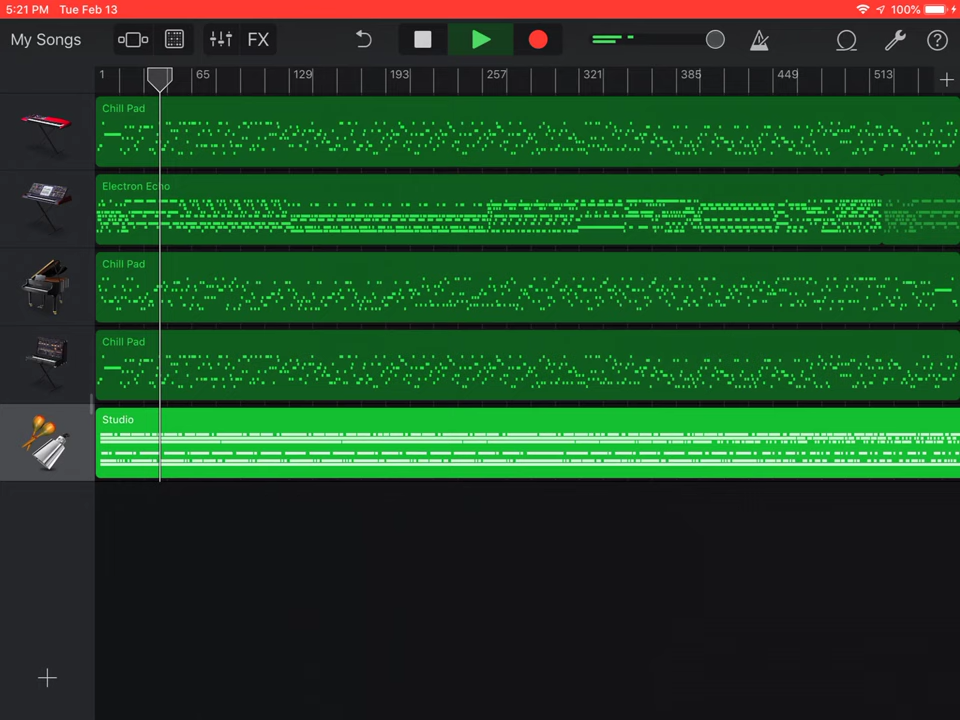 5:21 PM Tue Feb 13 100%
My Songs FX
1 65 129 193 257 321 385 449 513
Chill Pad
Electron Echo
Chill Pad
Chill Pad
Studio